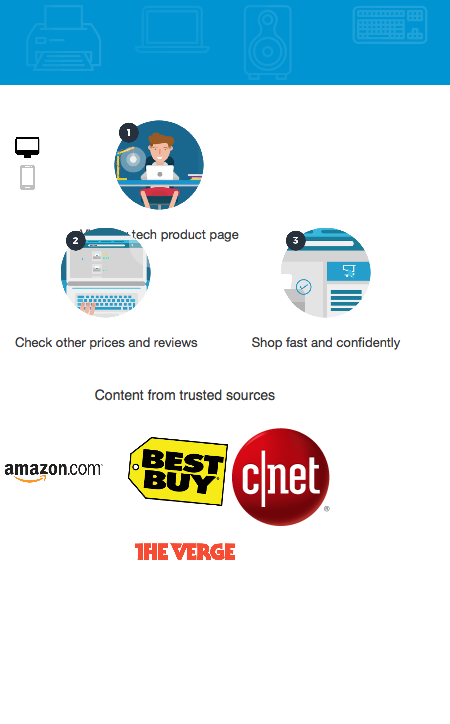 1
tech product page
2
3
Check other prices and reviews
Shop fast and confidently
Content from trusted sources
amazon.com
BEST
BUY
c|net
THE VERGE